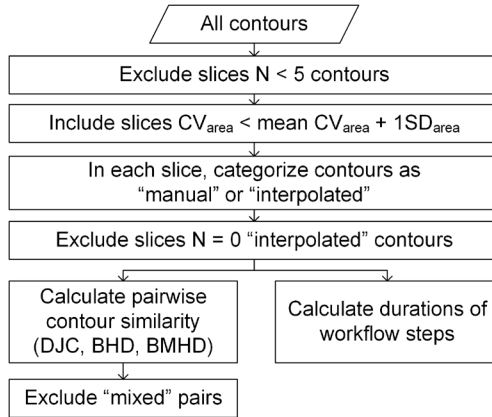 All contours
Exclude slices N < 5 contours
Include slices CVarea < mean CVarea + 1SDarea
In each slice, categorize contours as
“manual” or “interpolated”
Exclude slices N = 0 “interpolated” contours
Calculate pairwise
contour similarity
(DJC, BHD, BMHD)
Calculate durations of
workflow steps
Exclude “mixed” pairs